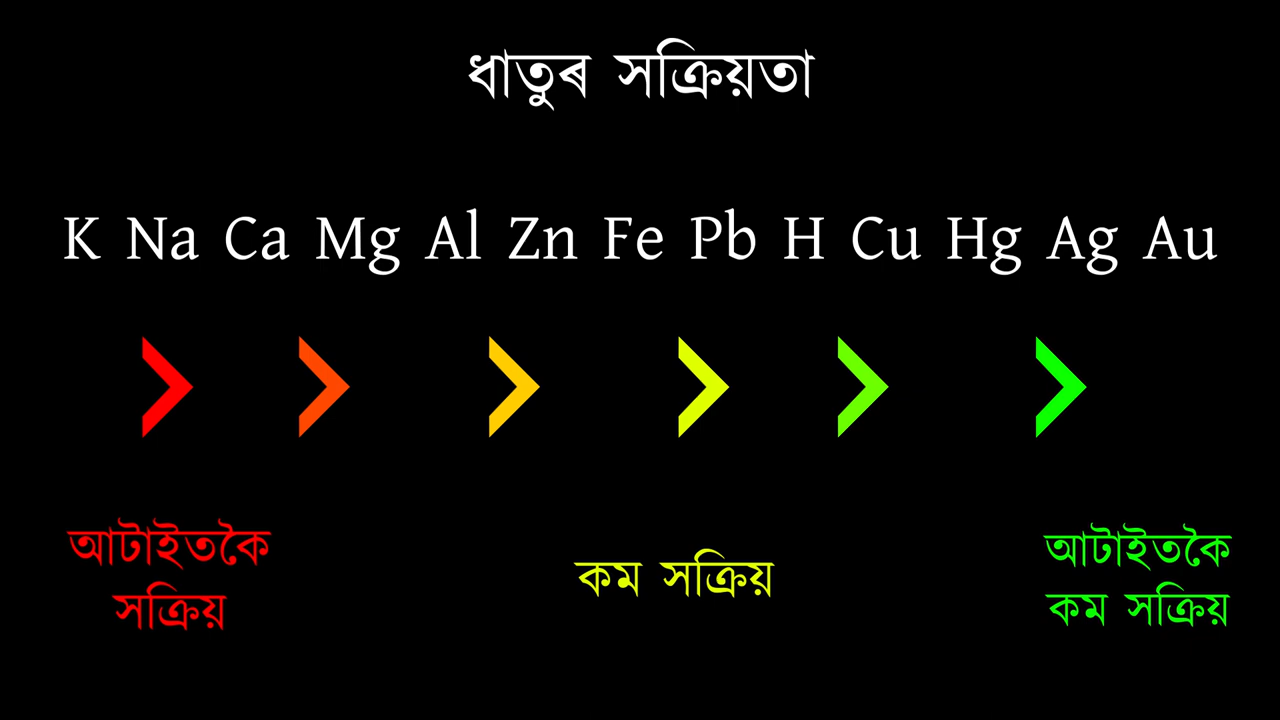 ধাতুৰ সক্ৰিয়তা
K Na Ca Mg Al Zn Fe Pb H Cu Hg Ag Au
আটাইতকৈ
সক্ৰিয়
কম সক্ৰিয়
আটাইতকৈ
কম সক্ৰিয়